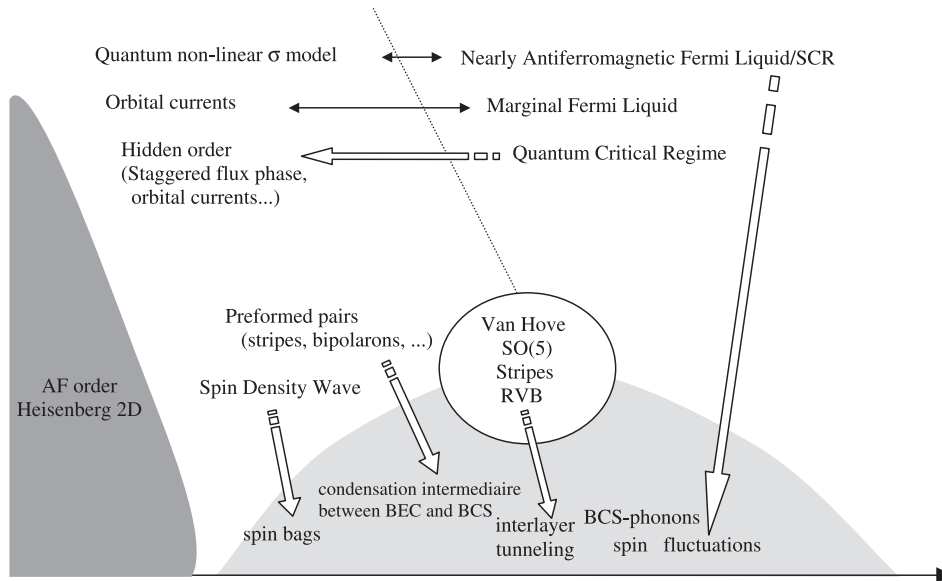 Quantum non-linear σ model
Nearly Antiferromagnetic Fermi Liquid/SCR
Orbital currents
Marginal Fermi Liquid
Hidden order
(Staggered flux phase,
orbital currents...)
Quantum Critical Regime
Preformed pairs
(stripes, bipolarons, ...)
Van Hove
SO(5)
Stripes
RVB
AF order
Heisenberg 2D
Spin Density Wave
condensation intermediaire
between BEC and BCS
spin bags
interlayer
tunneling
BCS-phonons
spin fluctuations